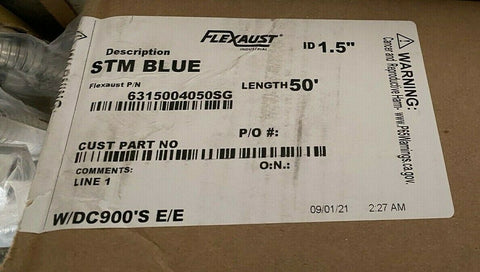 FLEXAUST
INDUSTRIAL
ID 1.5"
Description
STM BLUE
Flexaust P/N
LENGTH 50'
6315004050SG
P/O #:
CUST PART NO
COMMENTS:
O:N.:
LINE 1
W/DC900'S E/E
09/01/21 2:27 AM
WARNING:
Cancer and Reproductive Harm-
www.P65Warnings.ca.gov.
WARNING: